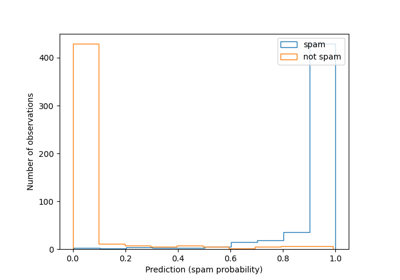 spam
not spam
400
300
200
100
0
0.0 0.2 0.4 0.6 0.8 1.0
Number of observations
Prediction (spam probability)